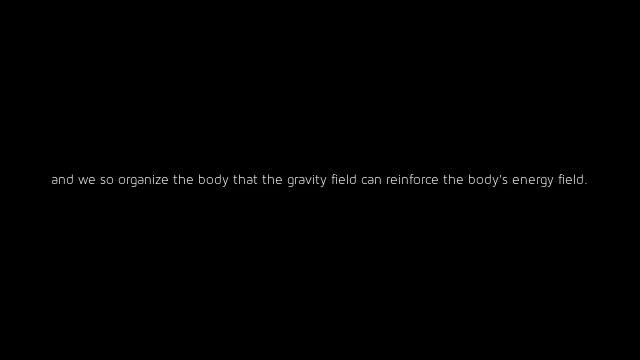 and we so organize the body that the gravity field can reinforce the body's energy field.